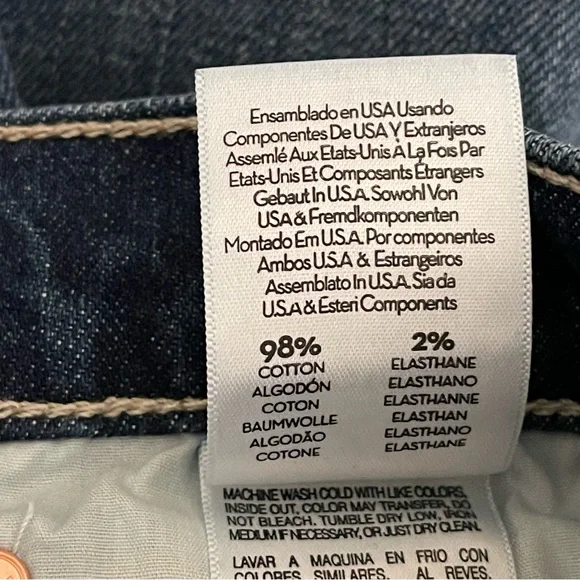 Ensamblado en USA Usando
Componentes De USA Y Extranjeros
Assemlé Aux Etats-Unis À La Fois Par
Etats-Unis Et Composants Étrangers
Gebaut In U.S.A. Sowohl Von
USA & Fremdkomponenten
Montado Em U.S.A. Por componentes
Ambos U.S.A & Estrangeiros
Assemblato In U.S.A. Sia da
U.S.A & Esteri Components
98% 2%
COTTON ELASTHANE
ALGODÓN ELASTHANO
COTON ELASTHANNE
BAUMWOLLE ELASTHAN
ALGODÃO ELASTHANO
COTONE ELASTHANE
MACHINE WASH COLD WITH LIKE COLORS,
INSIDE OUT, COLOR MAY TRANSFER, DO
NOT BLEACH. TUMBLE DRY LOW, IRON
MEDIUM IF NECESSARY, OR JUST DRY CLEAN.
LAVAR A MAQUINA EN FRIO CON
COLORES SIMILARES. AL REVES,